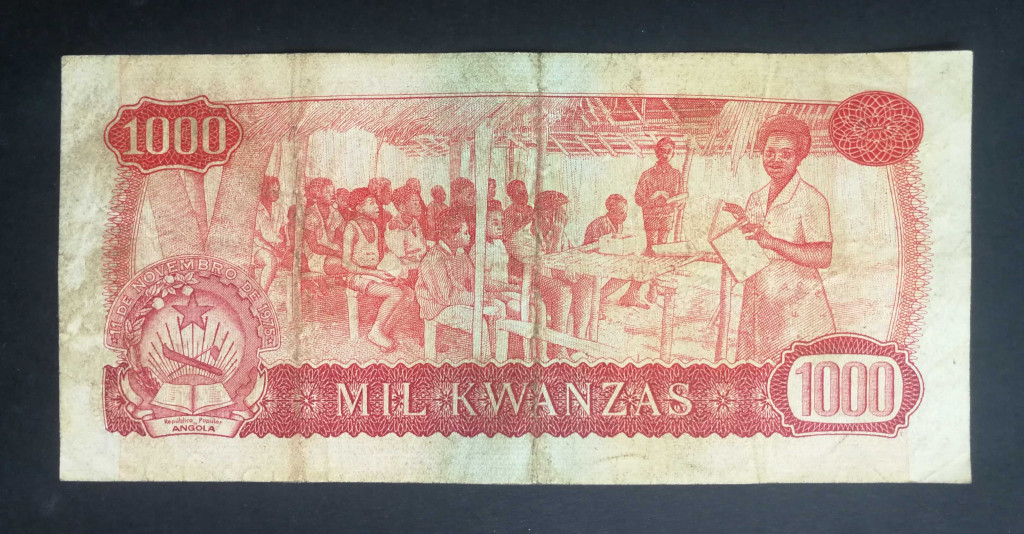 1000
11 DE NOVEMBRO DE 1975
República Popular
ANGOLA
MIL KWANZAS
1000